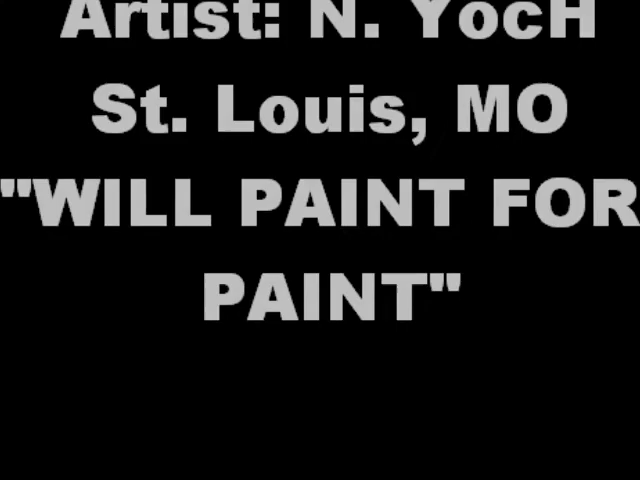 Artist: N. YocH
St. Louis, MO
"WILL PAINT FOR
PAINT"